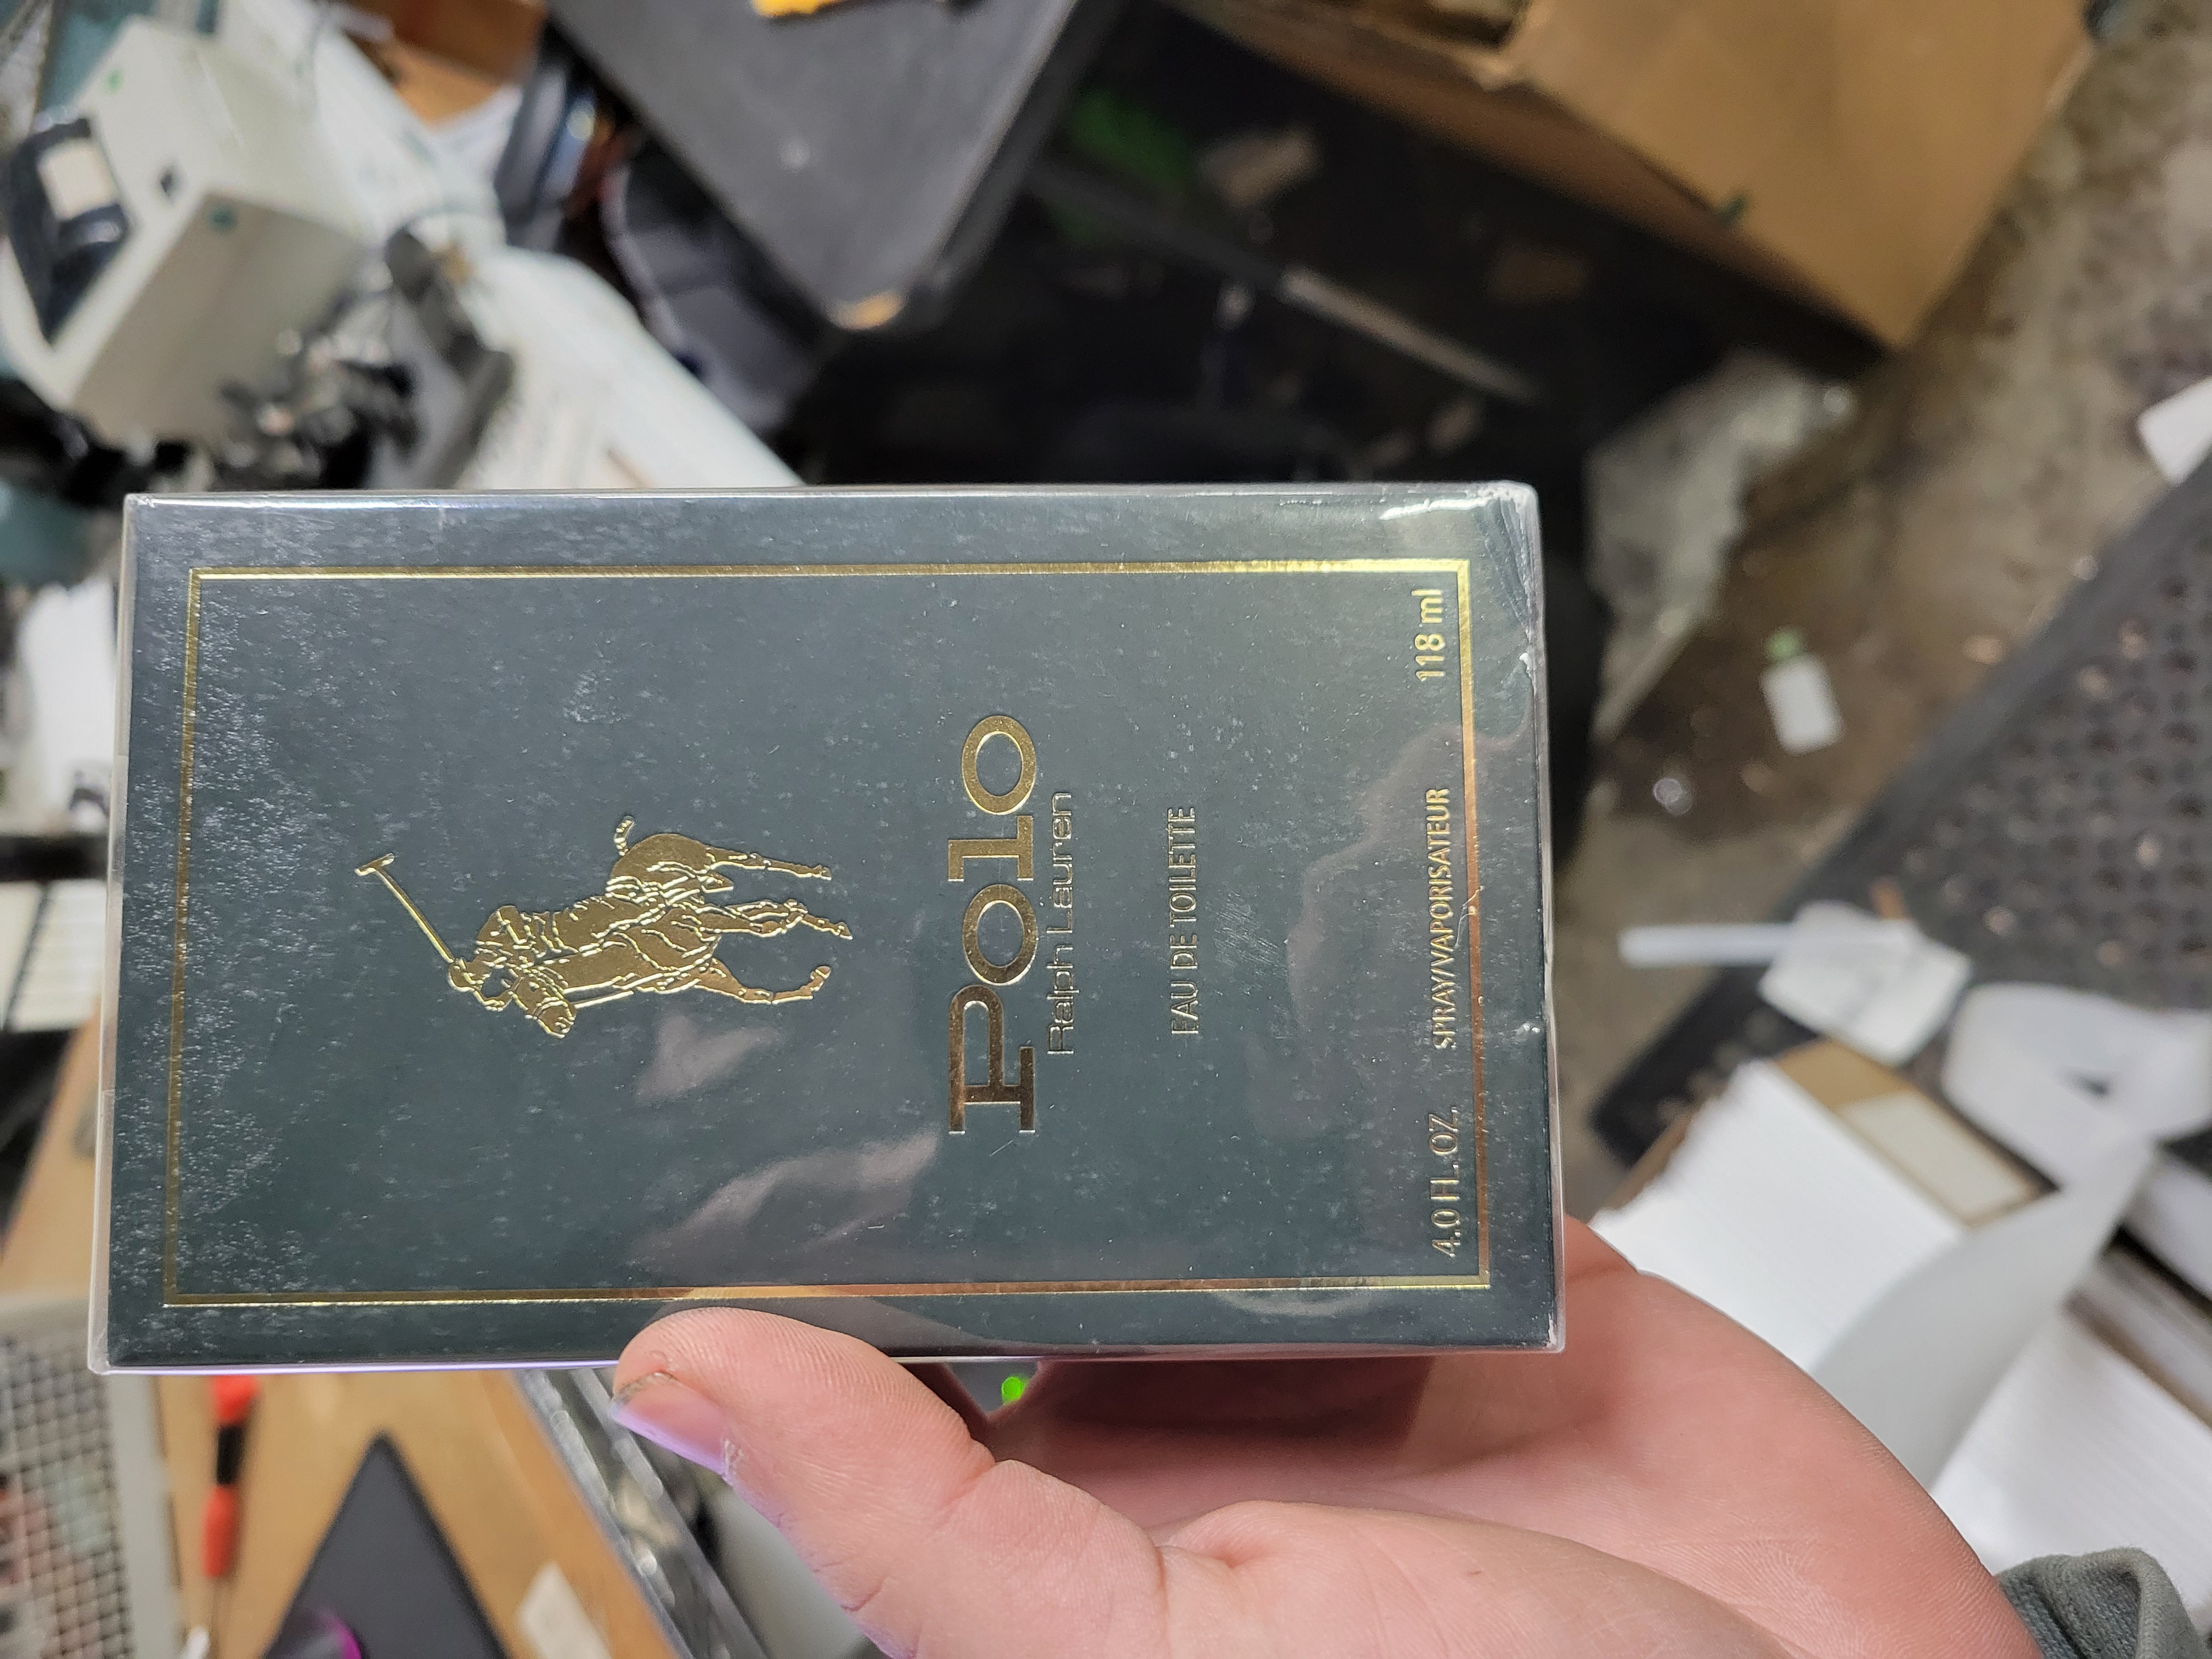 Polo
Ralph Lauren
EAU DE TOILETTE
4.0 FL.OZ. SPRAY/VAPORISATEUR 118 ml